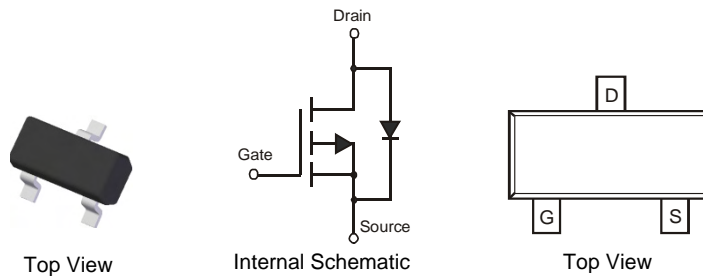 Drain
D
Gate
G
S
Source
Top View
Internal Schematic
Top View